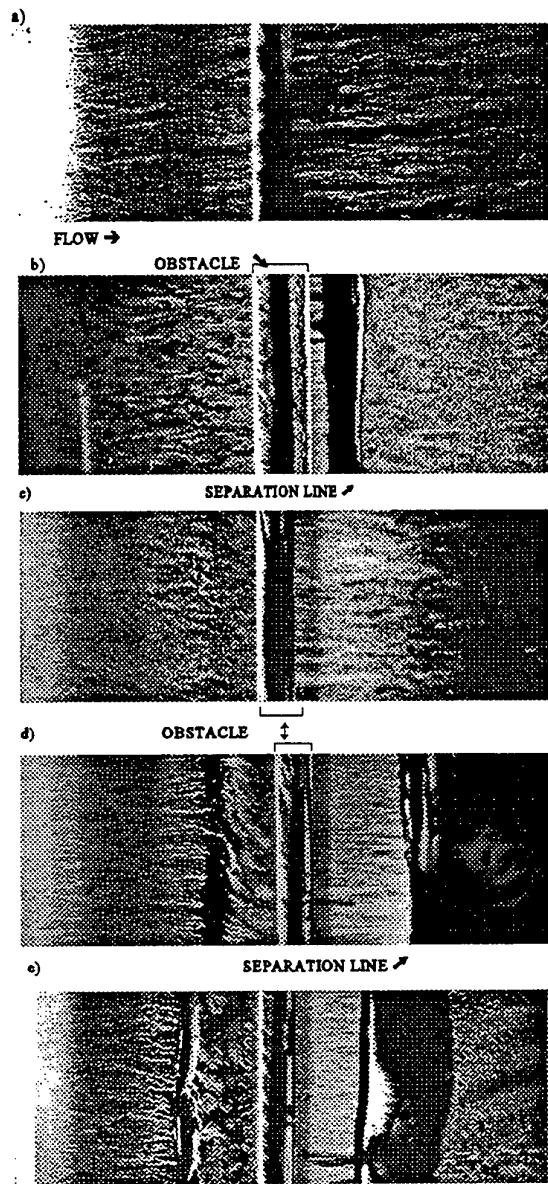 a)
FLOW →
b)
OBSTACLE
SEPARATION LINE
c)
d)
OBSTACLE
SEPARATION LINE
e)